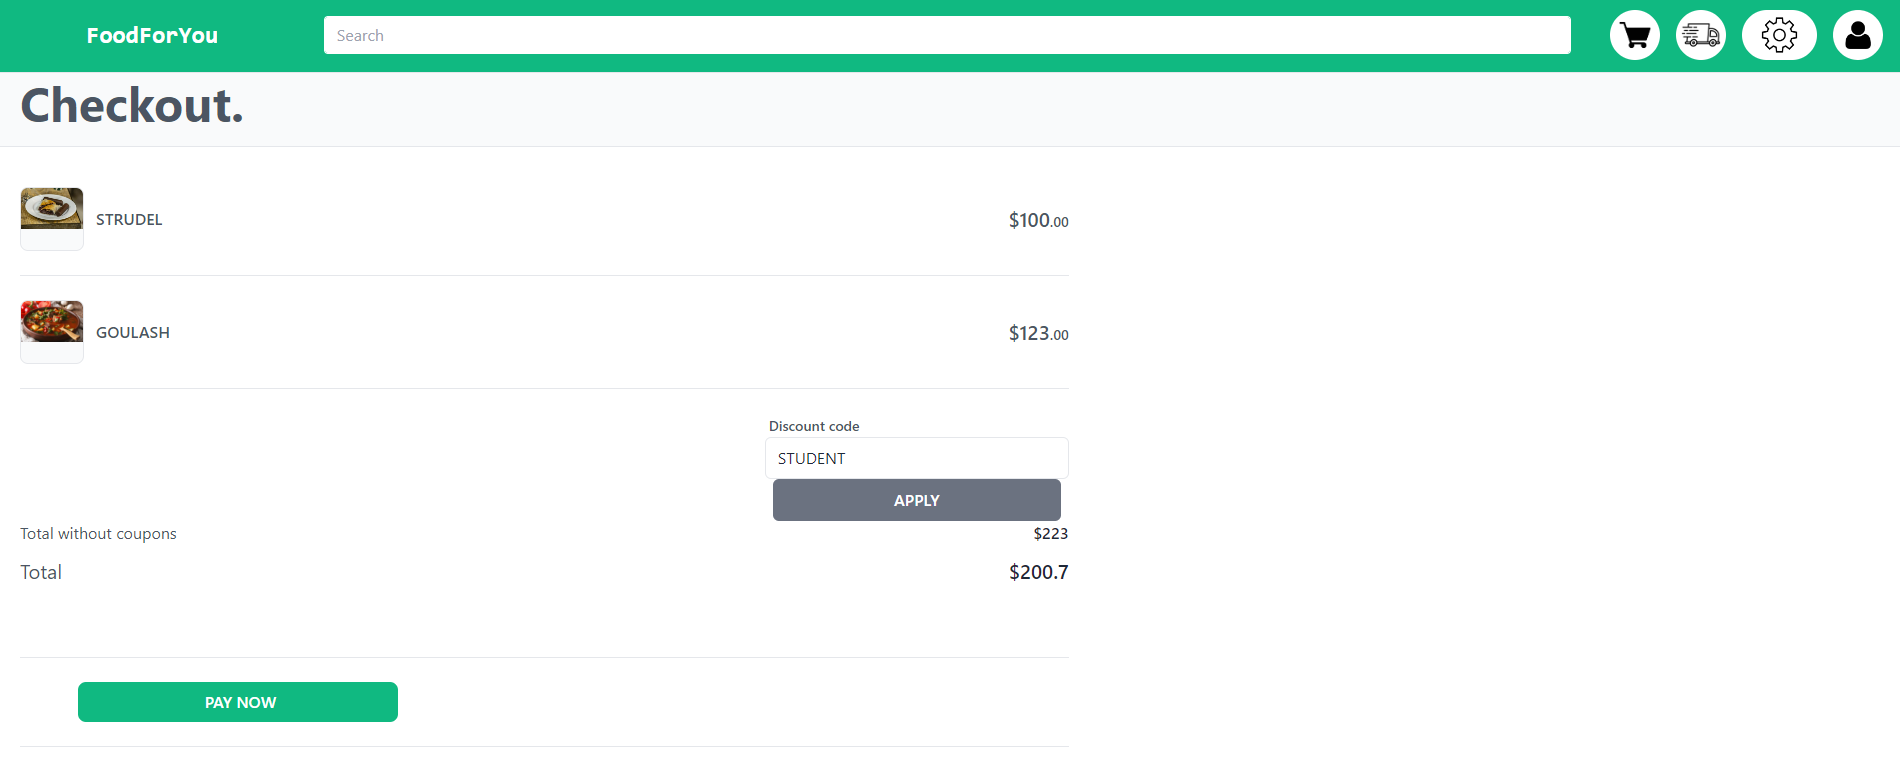 FoodForYou
Search
Checkout.
STRUDEL
$100.00
GOULASH
$123.00
Discount code
STUDENT
APPLY
Total without coupons
$223
Total
$200.7
PAY NOW